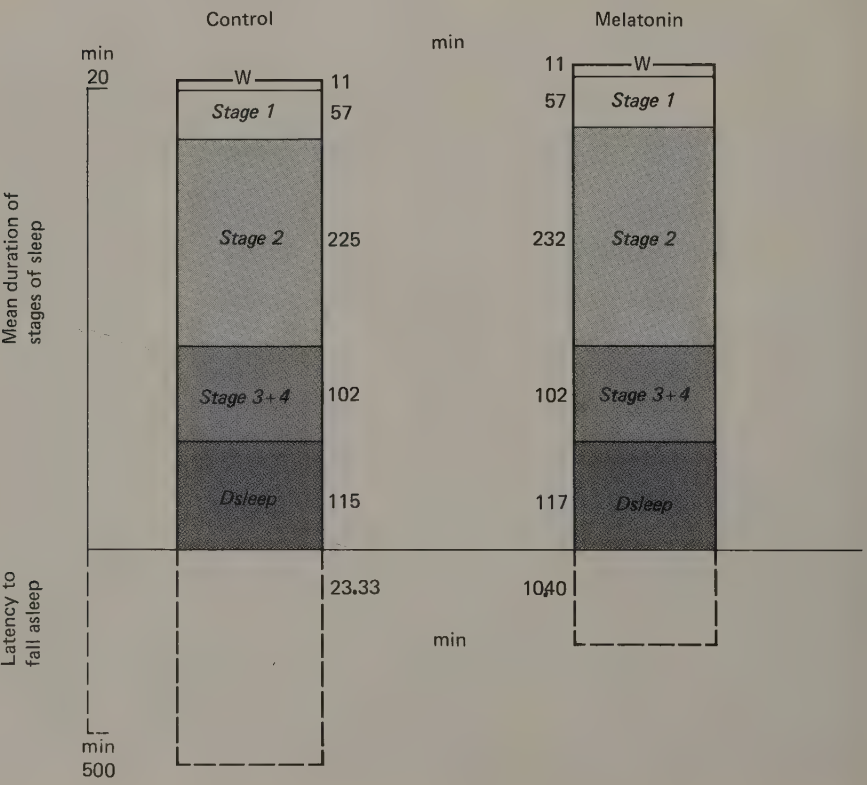 Control
Melatonin
min
min
20
W
11
11
W
Stage 1
57
57
Stage 1
Mean duration of
stages of sleep
Stage 2
225
232
Stage 2
Stage 3+4
102
102
Stage 3+4
Dsleep
115
117
Dsleep
Latency to
fall asleep
23.33
10.40
min
min
500